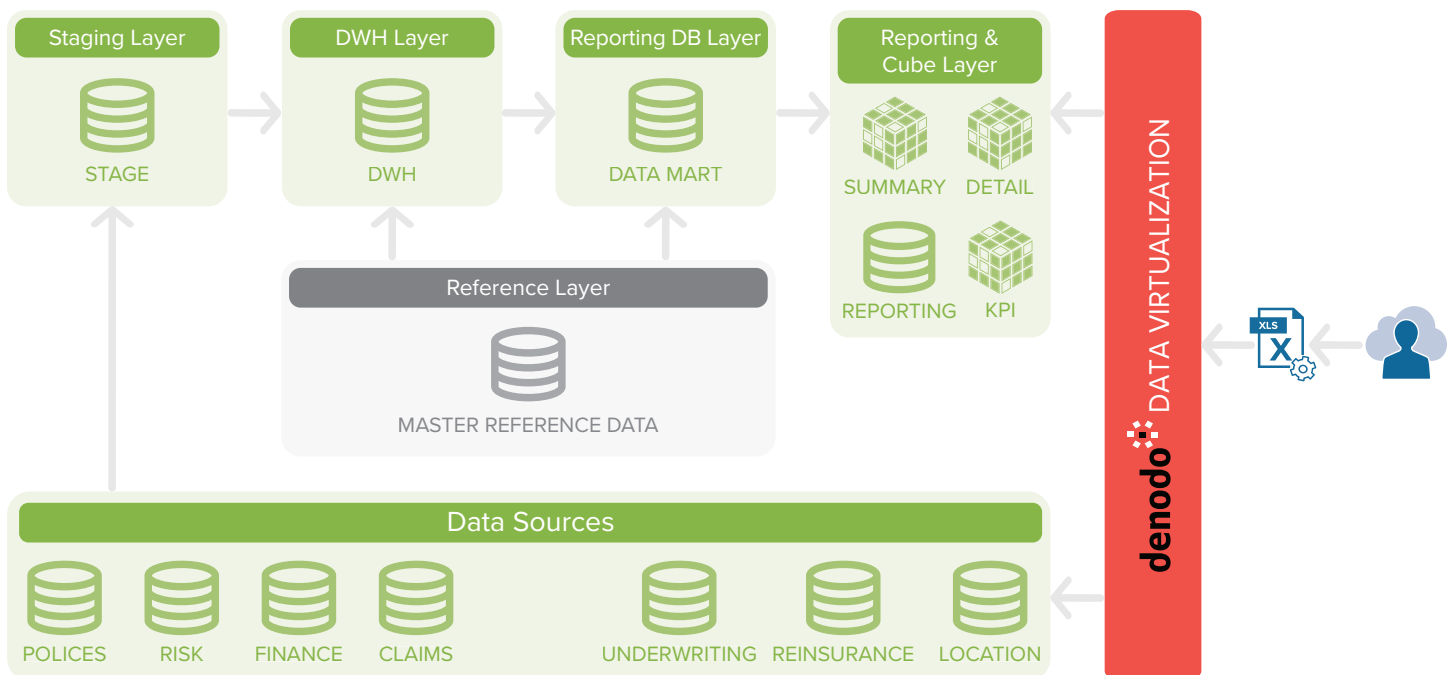 Staging Layer
STAGE
DWH Layer
DWH
Reporting DB Layer
DATA MART
Reporting &
Cube Layer
SUMMARY
DETAIL
REPORTING
KPI
Reference Layer
MASTER REFERENCE DATA
Data Sources
POLICES
RISK
FINANCE
CLAIMS
UNDERWRITING
REINSURANCE
LOCATION
denodo DATA VIRTUALIZATION
XLS
X